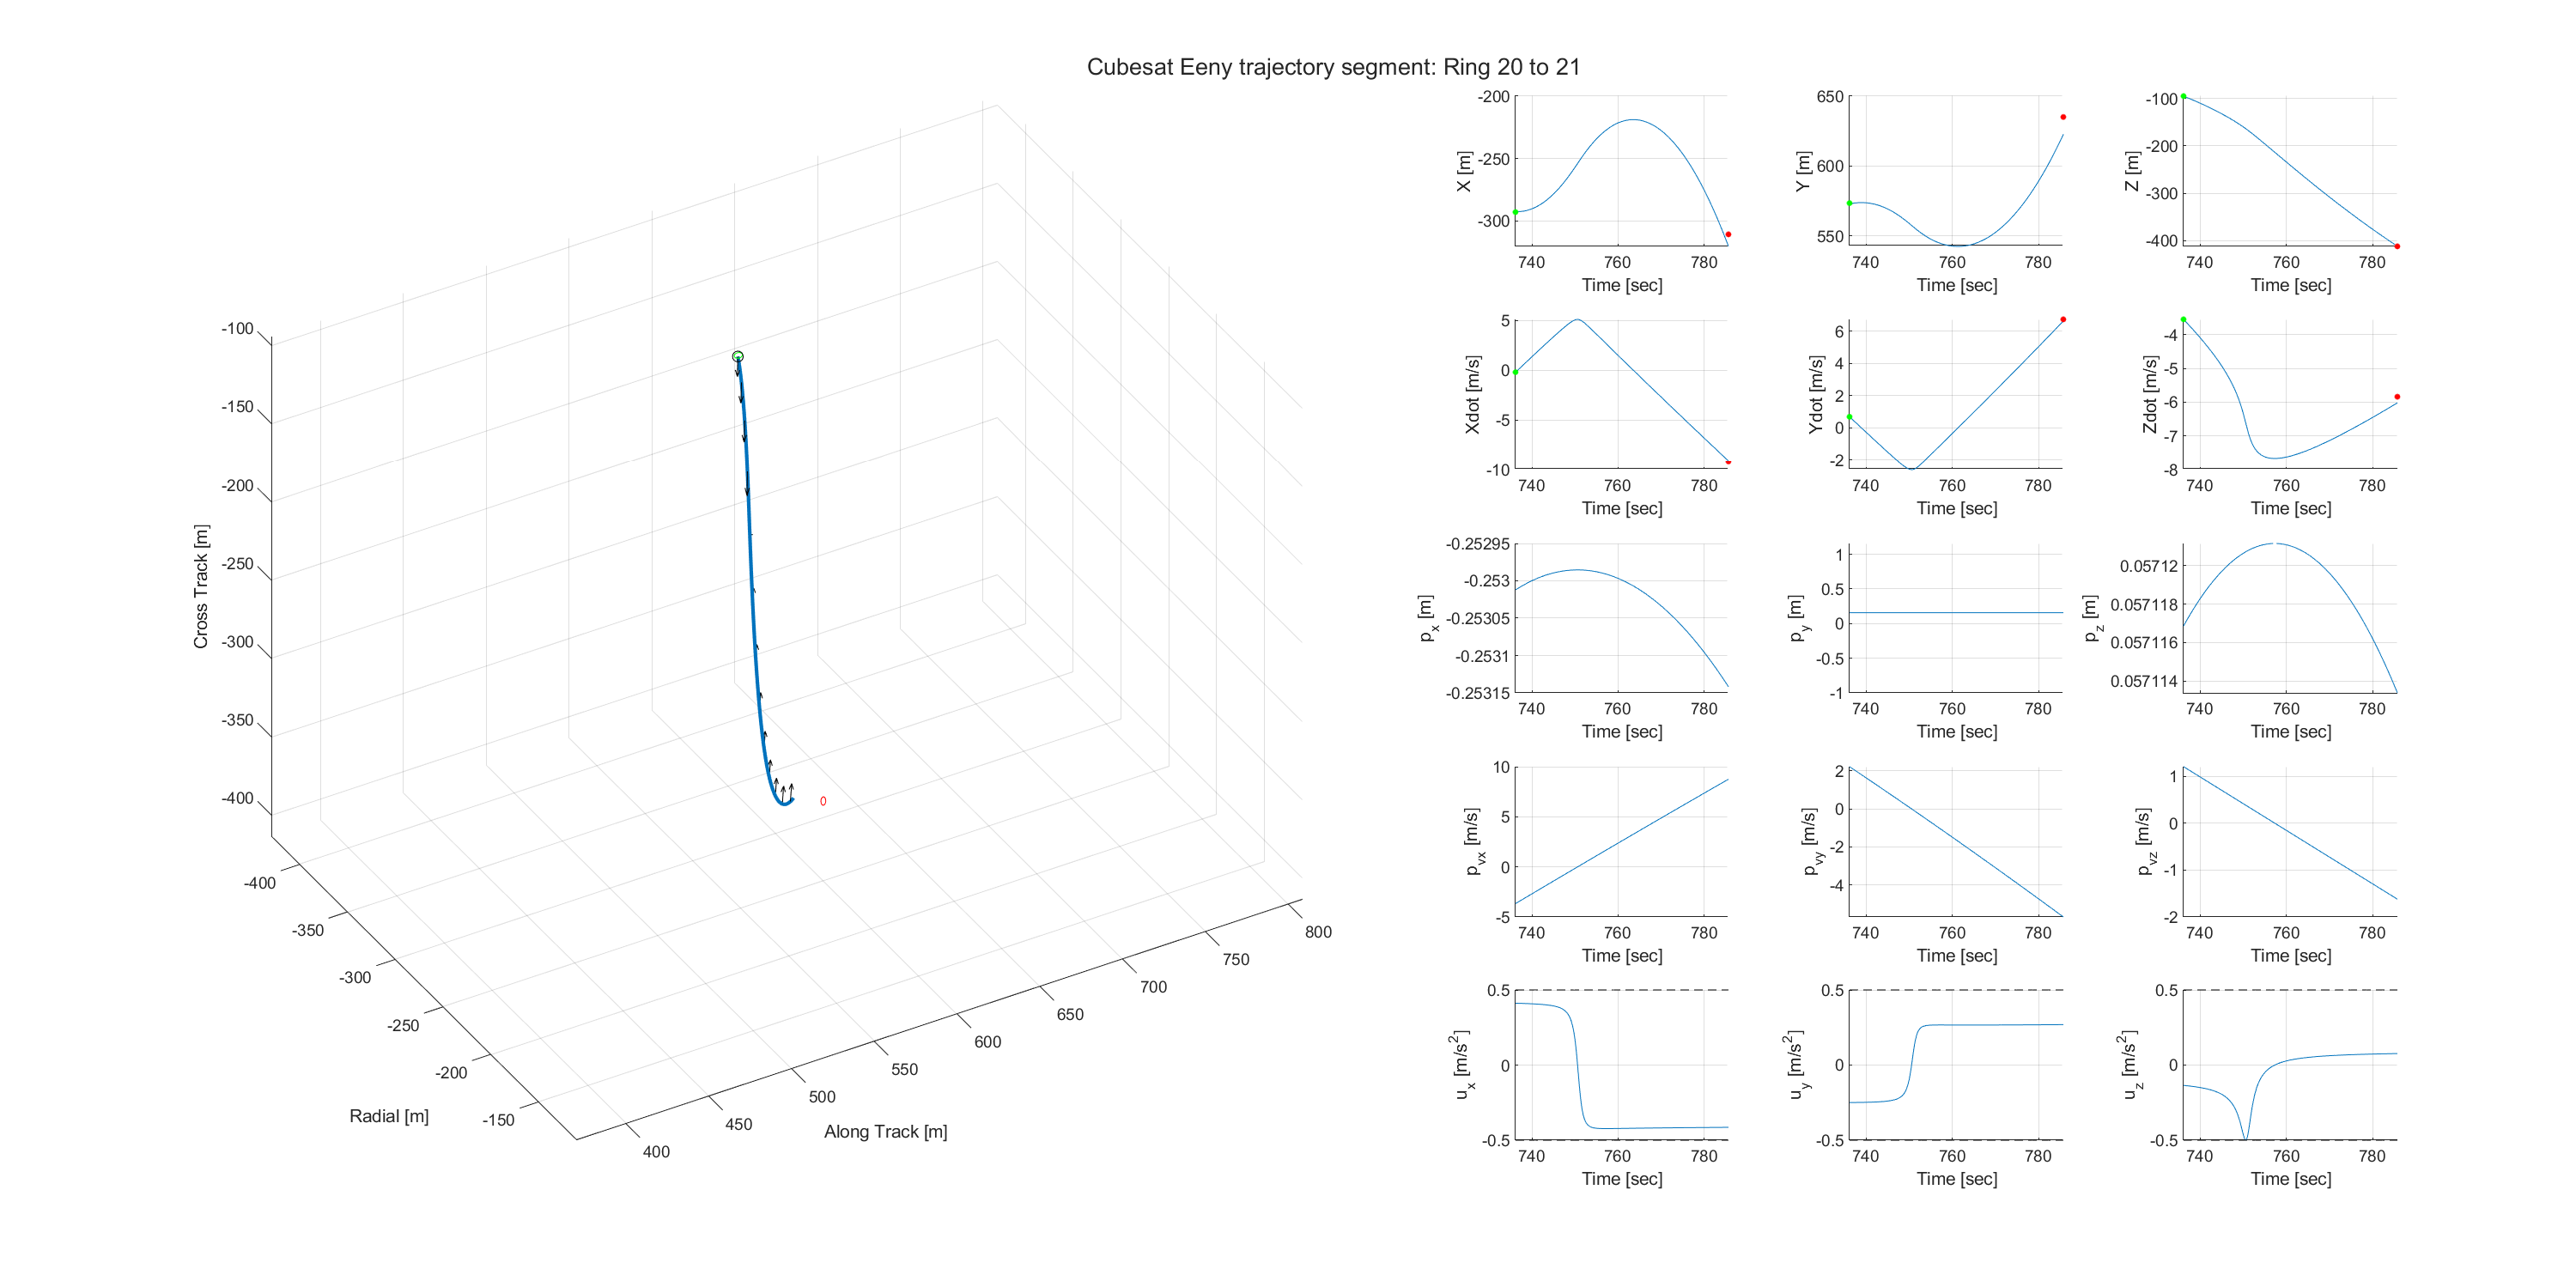 Cubesat Eeny trajectory segment: Ring 20 to 21
-100
-150
-200
-250
-300
-350
-400
Cross Track [m]
-400
-350
-300
-250
-200
-150
Radial [m]
400
450
500
550
600
650
700
750
800
Along Track [m]
-200
-250
-300
X [m]
740 760 780
Time [sec]
650
600
550
Y [m]
740 760 780
Time [sec]
-100
-200
-300
-400
Z [m]
740 760 780
Time [sec]
5
0
-5
-10
Xdot [m/s]
740 760 780
Time [sec]
6
4
2
0
-2
Ydot [m/s]
740 760 780
Time [sec]
-4
-5
-6
-7
-8
Zdot [m/s]
740 760 780
Time [sec]
-0.25295
-0.253
-0.25305
-0.2531
-0.25315
p_x [m]
740 760 780
Time [sec]
1
0.5
0
-0.5
-1
p_y [m]
740 760 780
Time [sec]
0.05712
0.057118
0.057116
0.057114
p_z [m]
740 760 780
Time [sec]
10
5
0
-5
p_vx [m/s]
740 760 780
Time [sec]
2
0
-2
-4
p_vy [m/s]
740 760 780
Time [sec]
1
0
-1
-2
p_vz [m/s]
740 760 780
Time [sec]
0.5
0
-0.5
u_x [m/s²]
740 760 780
Time [sec]
0.5
0
-0.5
u_y [m/s²]
740 760 780
Time [sec]
0.5
0
-0.5
u_z [m/s²]
740 760 780
Time [sec]